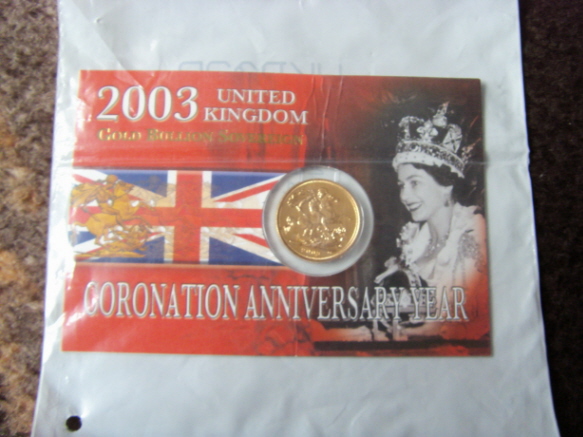 2003 UNITED
KINGDOM
GOLD BULLION SOVEREIGN
CORONATION ANNIVERSARY YEAR